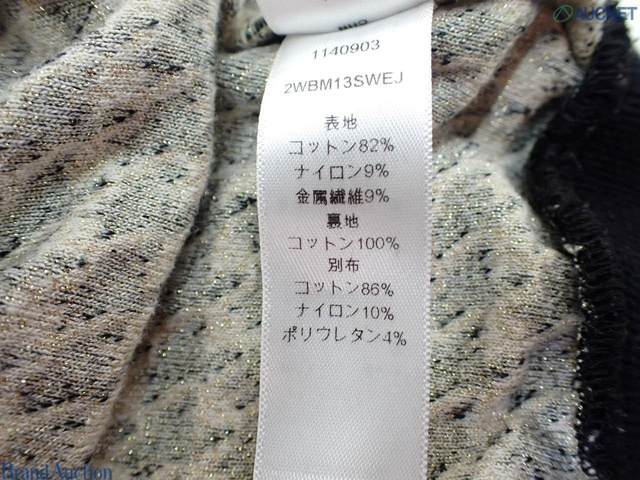 AUCNET
1140903
2WBM13SWEJ
表地
コットン82%
ナイロン9%
金属繊維9%
裏地
コットン100%
別布
コットン86%
ナイロン10%
ポリウレタン4%
Brand Auction